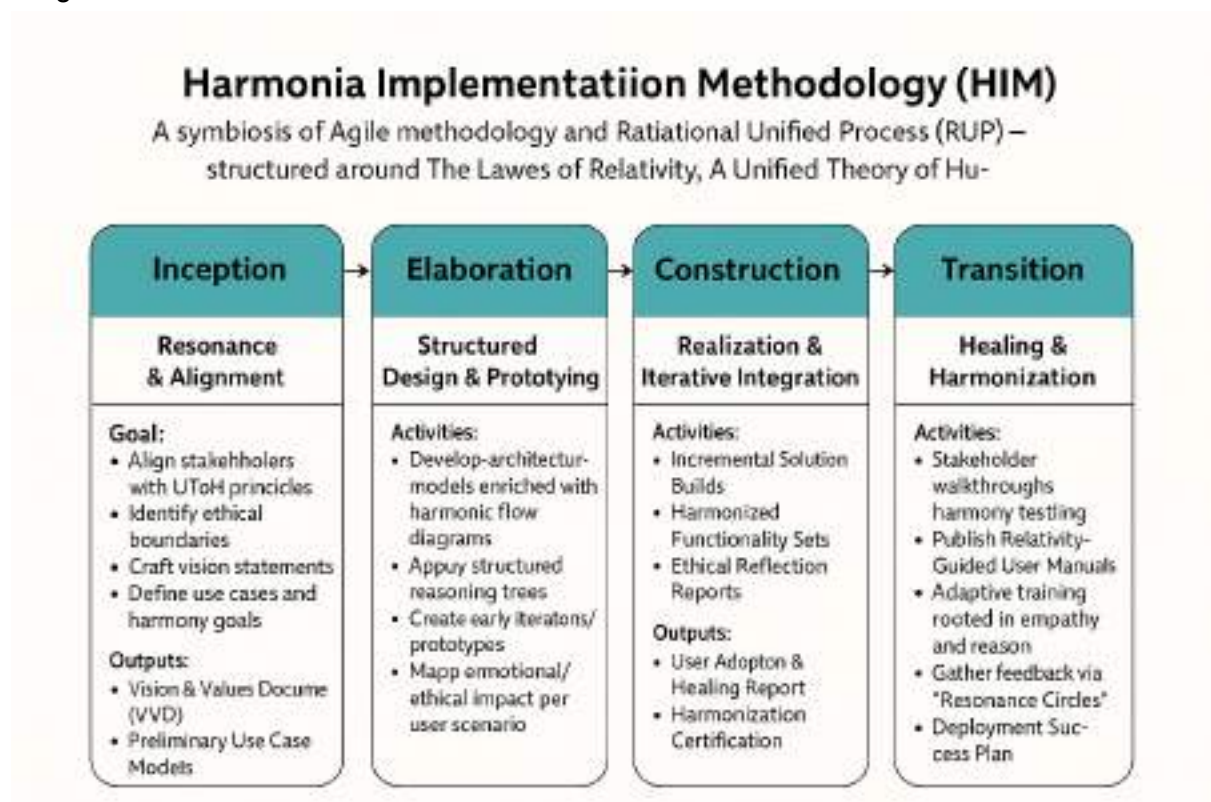 Harmonia Implementatiion Methodology (HIM)
A symbiosis of Agile methodology and Ratiational Unified Process (RUP) —
structured around The Lawes of Relativity, A Unified Theory of Hu-
Inception
Resonance
& Alignment
Goal:
• Align stakehholers
with UToH princicles
• Identify ethical
boundaries
• Craft vision statements
• Define use cases and
harmony goals
Outputs:
• Vision & Values Docume
(VVD)
• Preliminary Use Case
Models
Elaboration
Structured
Design & Prototying
Activities:
• Develop-architectur-
models enriched with
harmonic flow
diagrams
• Appuy structured
reasoning trees
• Create early iteratons/
prototypes
• Mapp ermotional/
ethical impact per
user scenario
Construction
Realization &
Iterative Integration
Activities:
• Incremental Solution
Builds
• Harmonized
Functionality Sets
• Ethical Reflection
Reports
Outputs:
• User Adopton &
Healing Report
• Harmonization
Certification
Transition
Healing &
Harmonization
Activities:
• Stakeholder
walkthroughs
harmony testling
• Publish Relativity-
Guided User Manuals
• Adaptive training
rooted in empathy
and reason
• Gather feedback via
"Resonance Circles"
• Deployment Suc-
cess Plan